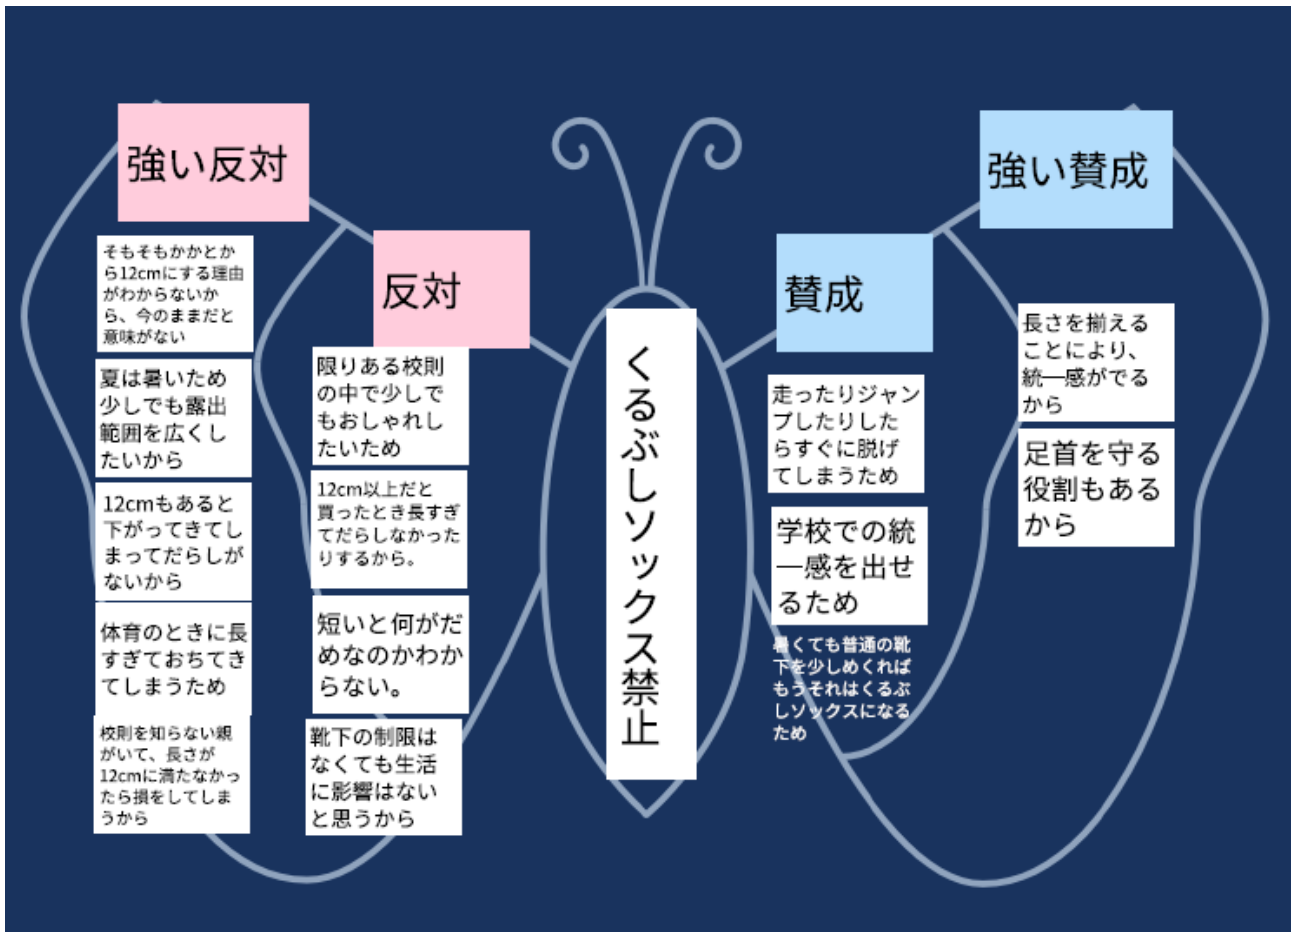 強い反対
そもそもかかとか
ら12cmにする理由
がわからないか
ら、今のままだと
意味がない
夏は暑いため
少しでも露出
範囲を広くし
たいから
12cmもあると
下がってきてし
まってだらしが
ないから
体育のときに長
すぎておちてき
てしまうため
校則を知らない親
がいて、長さが
12cmに満たなかっ
たら損をしてしま
うから
反対
限りある校則
の中で少しで
もおしゃれし
たいため
12cm以上だと
買ったとき長すぎ
てだらしなかった
りするから。
短いと何がだ
めなのかわか
らない。
靴下の制限は
なくても生活
に影響はない
と思うから
くるぶしソックス禁止
賛成
走ったりジャン
プしたりした
らすぐに脱げ
てしまうため
学校での統
一感を出せ
るため
暑くても普通の靴
下を少しめくれば
もうそれはくるぶ
しソックスになる
ため
強い賛成
長さを揃える
ことにより、
統一感がでる
から
足首を守る
役割もある
から